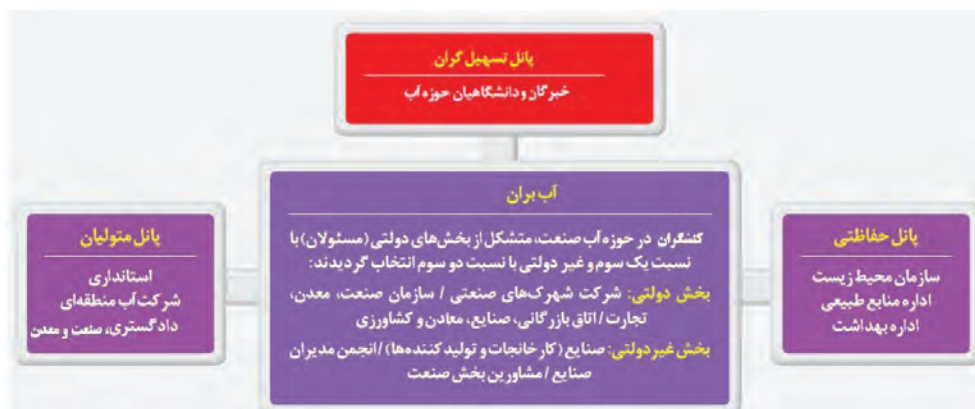 پانل تسهیل گران
خبرگان و دانشگاهیان حوزه آب
آب بران
کنشگران در حوزه آب صنعت، متشکل از بخش‌های دولتی (مسئولان) با
نسبت یک سوم و غیر دولتی با نسبت دو سوم انتخاب گردیدند:
بخش دولتی: شرکت شهرک‌های صنعتی / سازمان صنعت، معدن،
تجارت / اتاق بازرگانی، صنایع، معادن و کشاورزی
بخش غیردولتی: صنایع (کارخانجات و تولید کننده‌ها) / انجمن مدیران
صنایع / مشاورین بخش صنعت
پانل حفاظتی
سازمان محیط زیست
اداره منابع طبیعی
اداره بهداشت
پانل متولیان
استانداری
شرکت آب منطقه‌ای
دادگستری، صنعت و معدن